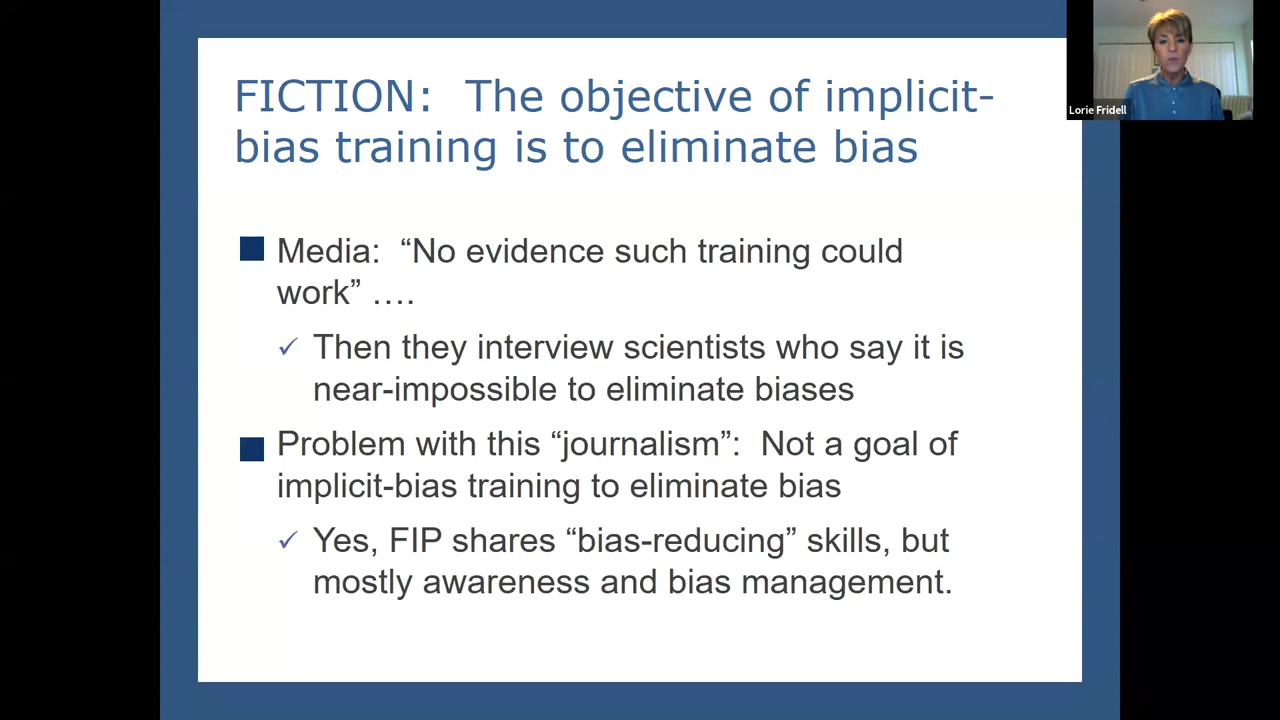 FICTION:  The objective of implicit-
bias training is to eliminate bias
Media:  “No evidence such training could
work” ….
Then they interview scientists who say it is
near-impossible to eliminate biases
Problem with this “journalism”:  Not a goal of
implicit-bias training to eliminate bias
Yes, FIP shares “bias-reducing” skills, but
mostly awareness and bias management.
Lorie Fridell